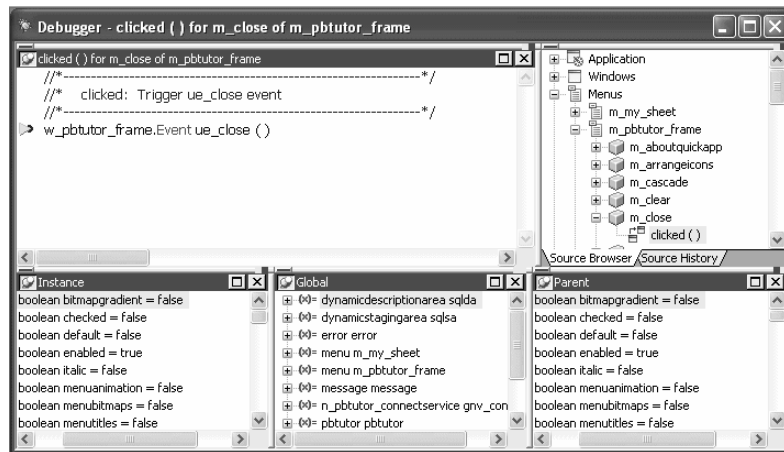 Debugger - clicked ( ) for m_close of m_pbtutor_frame
clicked ( ) for m_close of m_pbtutor_frame
//*-----------------------------------------------------------------*/
//*    clicked:  Trigger ue_close event
//*-----------------------------------------------------------------*/
w_pbtutor_frame.Event ue_close ( )
Application
Windows
Menus
m_my_sheet
m_pbtutor_frame
m_aboutquickapp
m_arrangeicons
m_cascade
m_clear
m_close
clicked ( )
Source Browser Source History
Instance
boolean bitmapgradient = false
boolean checked = false
boolean default = false
boolean enabled = true
boolean italic = false
boolean menuanimation = false
boolean menubitmaps = false
boolean menutitles = false
Global
(x)= dynamicdescriptionarea sqlda
(x)= dynamicstagingarea sqlsa
(x)= error error
(x)= menu m_my_sheet
(x)= menu m_pbtutor_frame
(x)= message message
(x)= n_pbtutor_connectservice gnv_con
(x)= pbtutor pbtutor
Parent
boolean bitmapgradient = false
boolean checked = false
boolean default = false
boolean enabled = true
boolean italic = false
boolean menuanimation = false
boolean menubitmaps = false
boolean menutitles = false